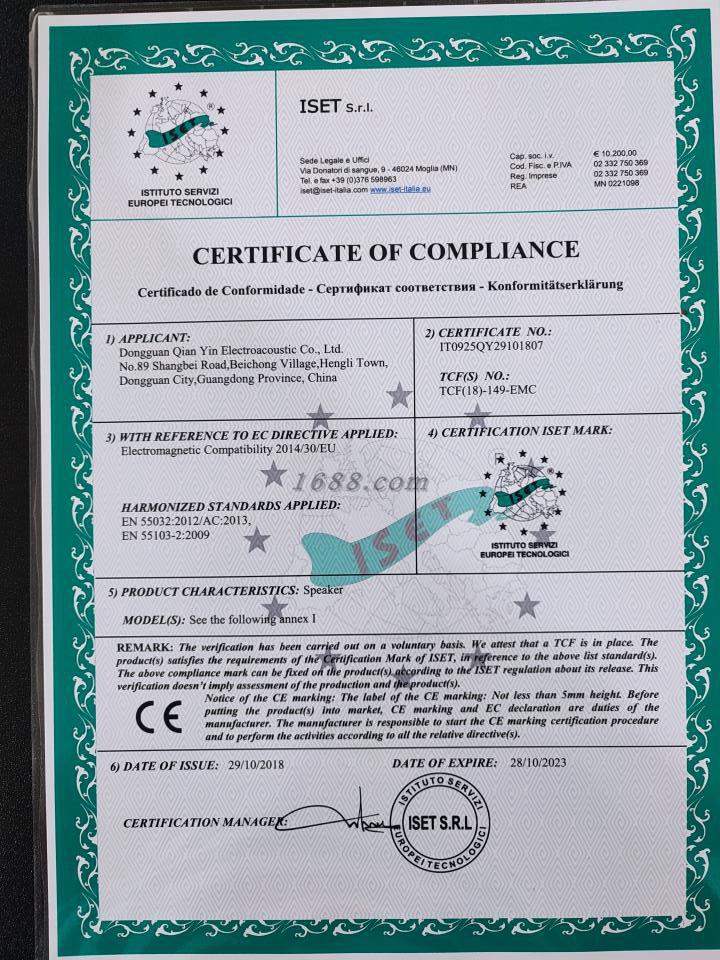 ISET
®
ISTITUTO SERVIZI
EUROPEI TECNOLOGICI
ISET S.r.l.
Sede Legale e Uffici
Via Donatori di sangue, 9 - 46024 Moglia (MN)
Tel. e fax +39 (0)376 598963
iset@iset-italia.com www.iset-italia.eu
Cap. soc. i.v. € 10.200,00
Cod. Fisc. e P.IVA 02 332 750 369
Reg. Imprese 02 332 750 369
REA MN 0221098
CERTIFICATE OF COMPLIANCE
Certificado de Conformidade - Сертификат соответствия - Konformitätserklärung
1) APPLICANT:
Dongguan Qian Yin Electroacoustic Co., Ltd.
No.89 Shangbei Road,Beichong Village,Hengli Town,
Dongguan City,Guangdong Province, China
2) CERTIFICATE NO.:
IT0925QY29101807
TCF(S) NO.:
TCF(18)-149-EMC
3) WITH REFERENCE TO EC DIRECTIVE APPLIED:
Electromagnetic Compatibility 2014/30/EU
HARMONIZED STANDARDS APPLIED:
EN 55032:2012/AC:2013,
EN 55103-2:2009
4) CERTIFICATION ISET MARK:
ISET
®
ISTITUTO SERVIZI
EUROPEI TECNOLOGICI
1688.com
ISET
5) PRODUCT CHARACTERISTICS: Speaker
MODEL(S): See the following annex I
REMARK: The verification has been carried out on a voluntary basis. We attest that a TCF is in place. The
product(s) satisfies the requirements of the Certification Mark of ISET, in reference to the above list standard(s).
The above compliance mark can be fixed on the product(s) according to the ISET regulation about its release. This
verification doesn't imply assessment of the production and the product(s).
CE
Notice of the CE marking: The label of the CE marking: Not less than 5mm height. Before
putting the product(s) into market, CE marking and EC declaration are duties of the
manufacturer. The manufacturer is responsible to start the CE marking certification procedure
and to perform the activities according to all the relative directive(s).
6) DATE OF ISSUE: 29/10/2018
DATE OF EXPIRE: 28/10/2023
CERTIFICATION MANAGER:
ISTITUTO SERVIZI
ISET S.R.L
EUROPEI TECNOLOGICI